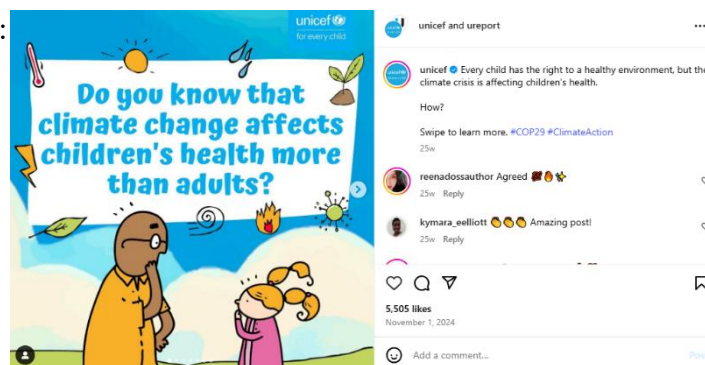 :
unicef
for every child
Do you know that
climate change affects
children's health more
than adults?
unicef and ureport
unicef Every child has the right to a healthy environment, but the
climate crisis is affecting children's health.
How?
Swipe to learn more. #COP29 #ClimateAction
25w
reenadossauthor Agreed
25w Reply
kymara_eelliott Amazing post!
25w Reply
5,505 likes
November 1, 2024
Add a comment...